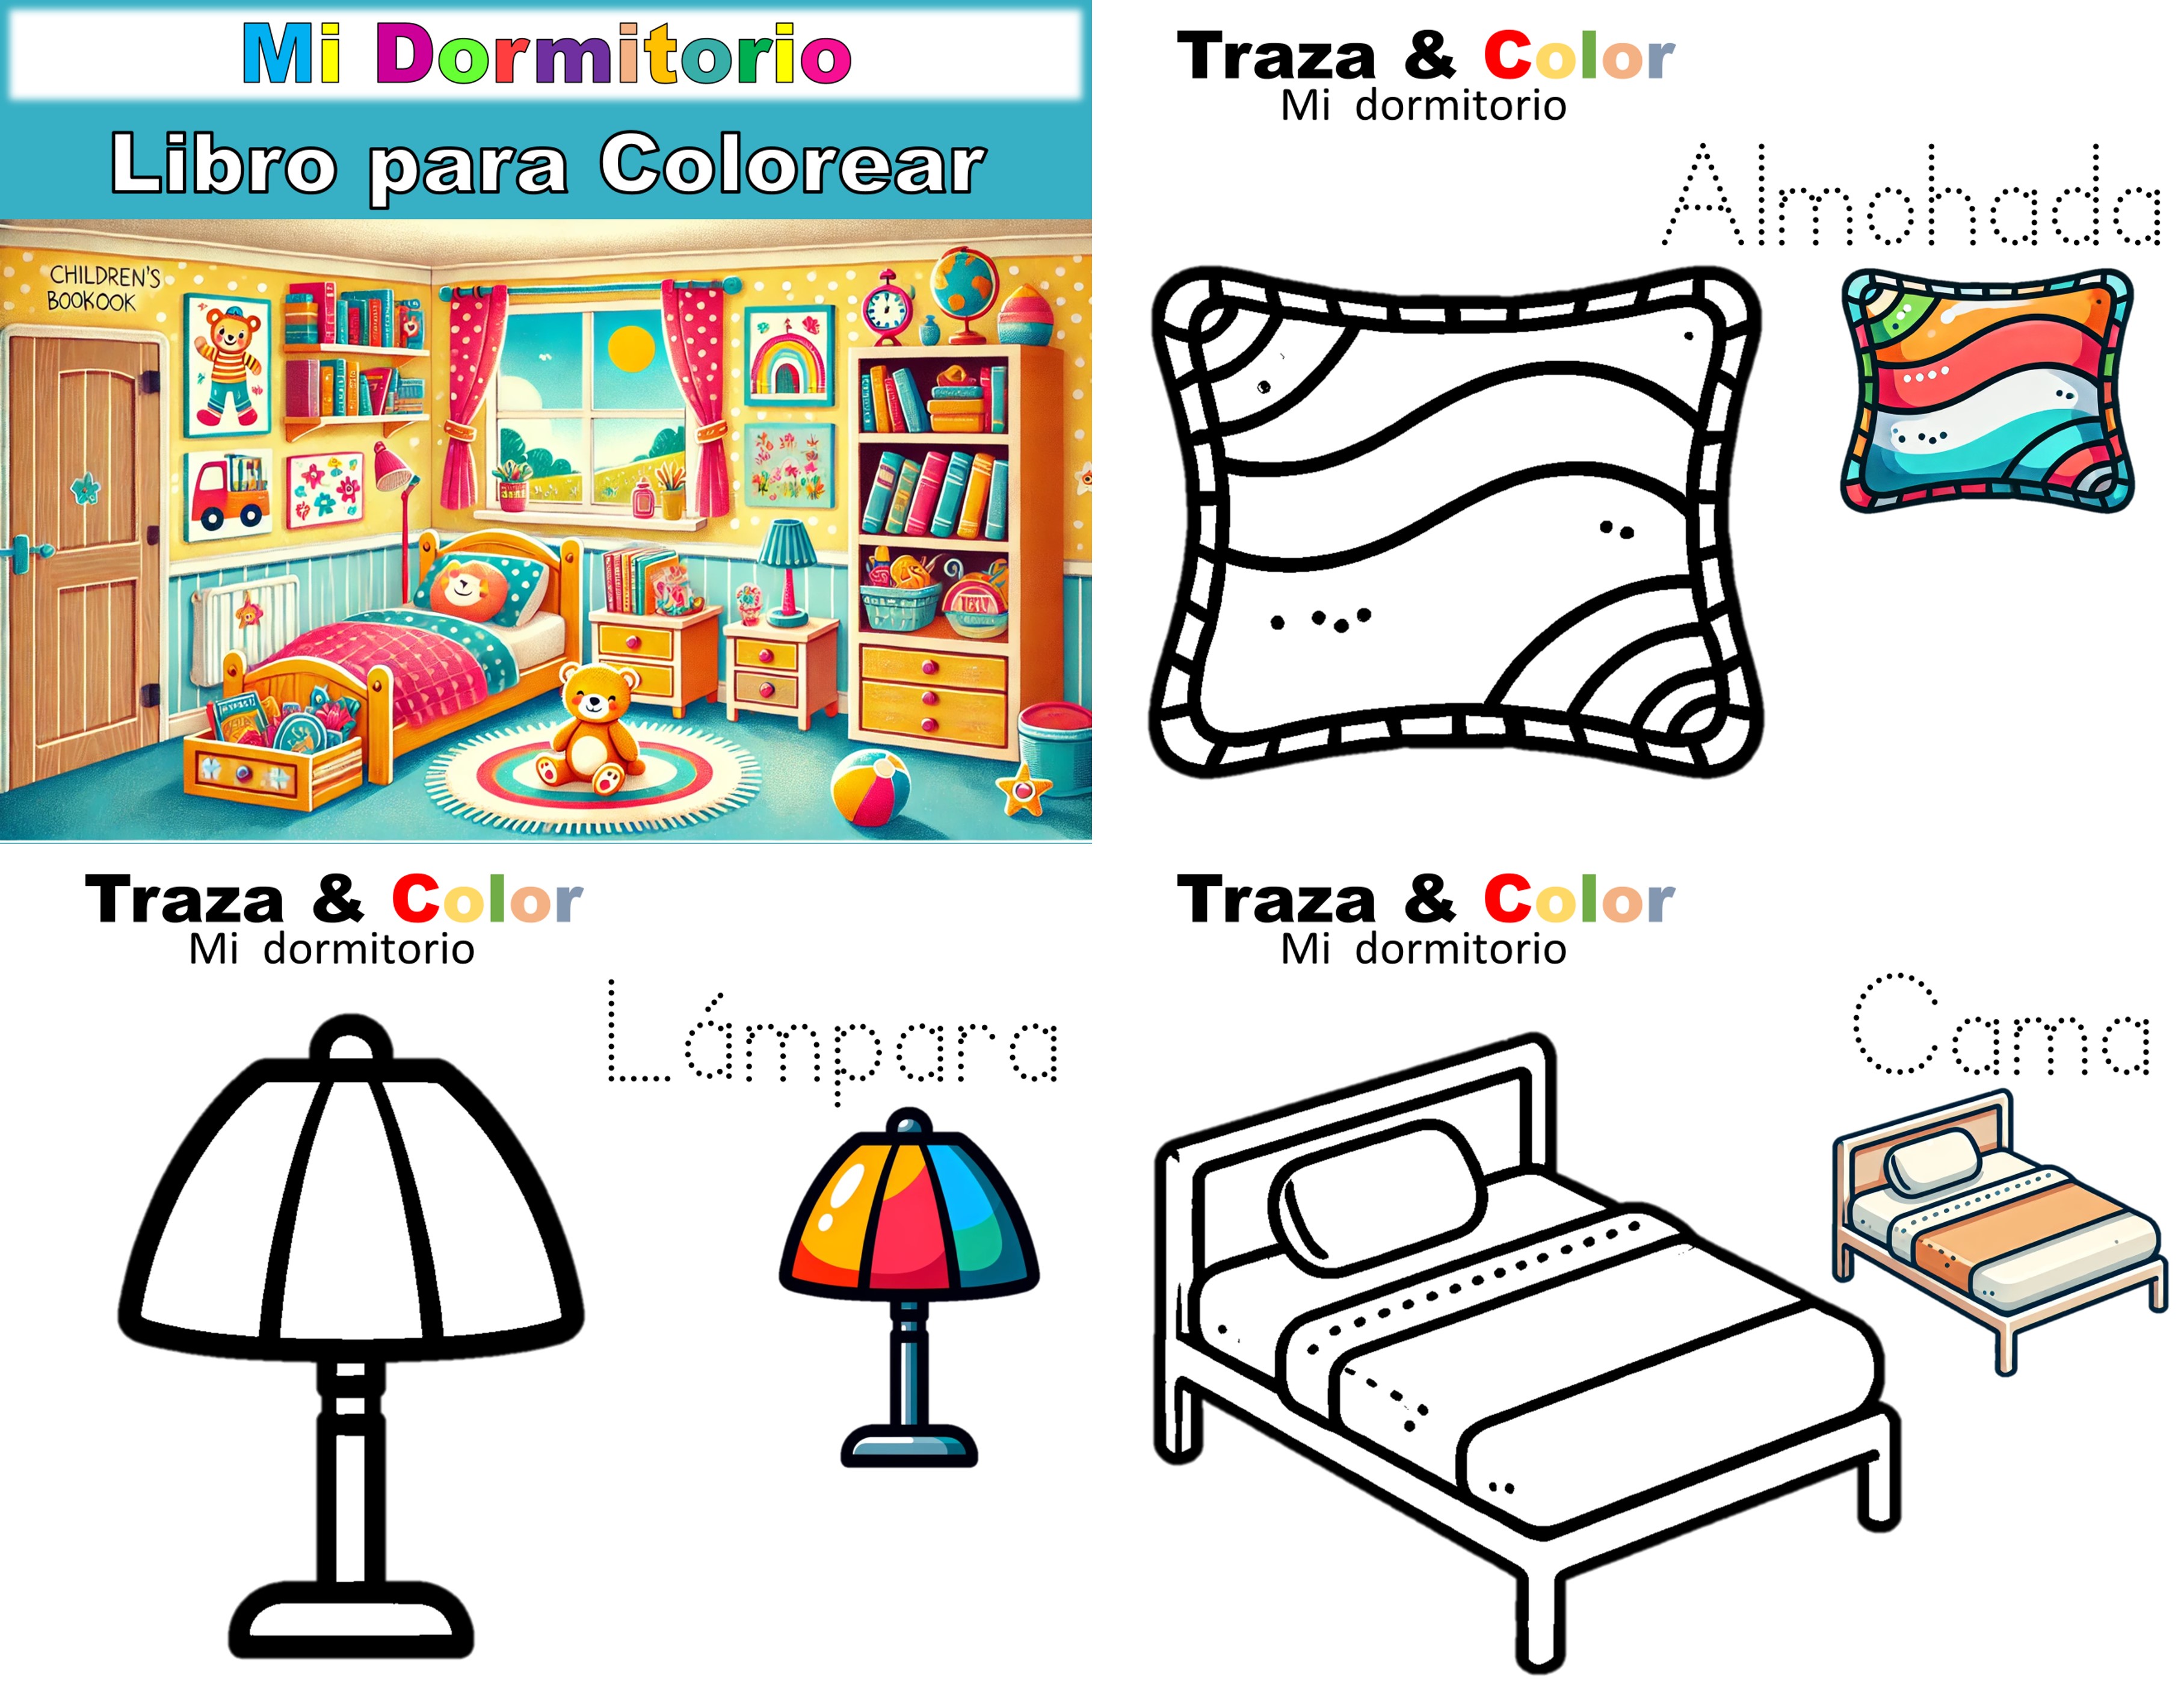 Mi Dormitorio
Libro para Colorear
CHILDREN'S
BOOKOOK
Traza & Color
Mi dormitorio
Almohada
Traza & Color
Mi dormitorio
Lámpara
Traza & Color
Mi dormitorio
Cama